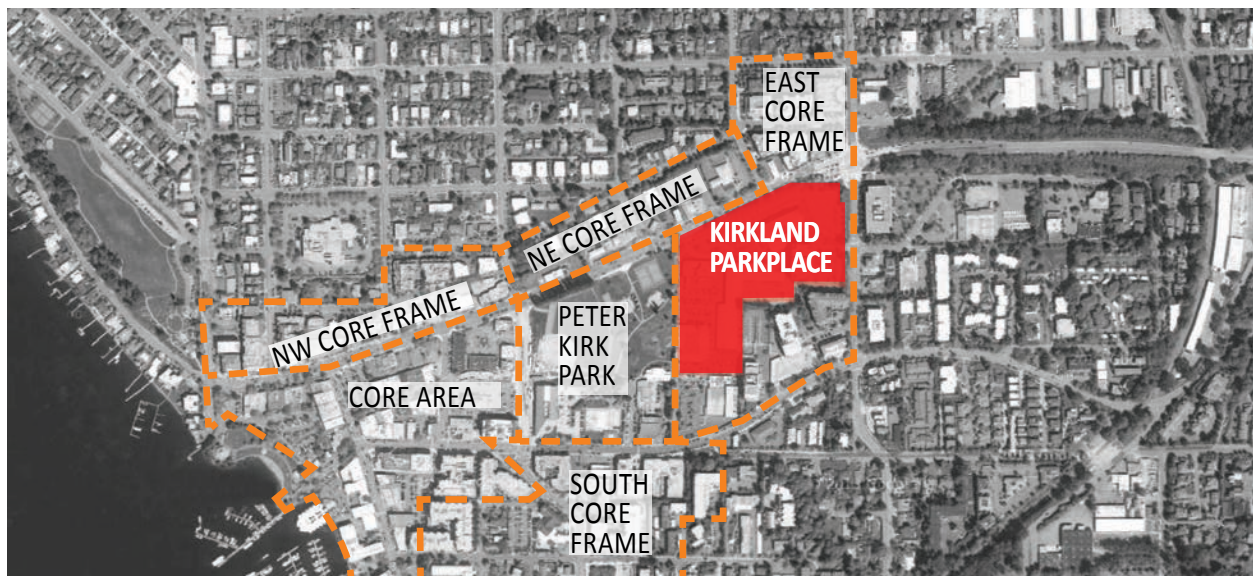 EAST
CORE
FRAME
NE CORE FRAME
KIRKLAND
PARKPLACE
NW CORE FRAME
PETER
KIRK
PARK
CORE AREA
SOUTH
CORE
FRAME